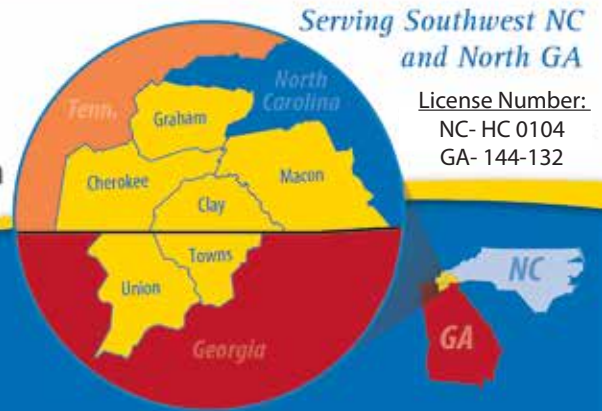 Serving Southwest NC
and North GA
License Number:
NC- HC 0104
GA- 144-132
Tenn.
North
Carolina
Graham
Cherokee
Macon
Clay
Towns
Union
Georgia
NC
GA